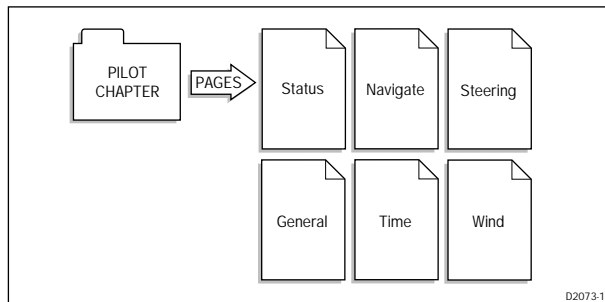 PILOT
CHAPTER
PAGES
Status
Navigate
Steering
General
Time
Wind
D2073-1